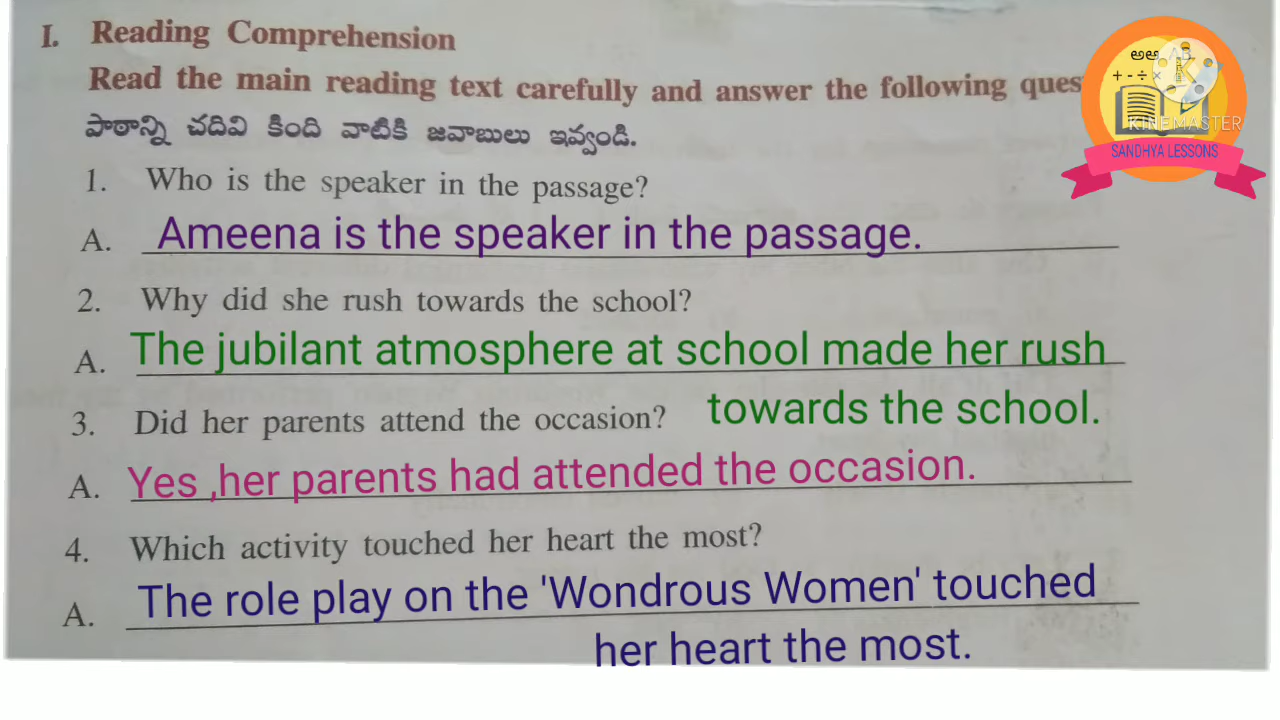 I. Reading Comprehension
Read the main reading text carefully and answer the following ques
పాఠాన్ని చదివి కింది వాటికి జవాబులు ఇవ్వండి.
1. Who is the speaker in the passage?
A. Ameena is the speaker in the passage.
2. Why did she rush towards the school?
A. The jubilant atmosphere at school made her rush
towards the school.
3. Did her parents attend the occasion?
A. Yes ,her parents had attended the occasion.
4. Which activity touched her heart the most?
A. The role play on the 'Wondrous Women' touched
her heart the most.
+ - ÷ ×
KINEMASTER
SANDHYA LESSONS